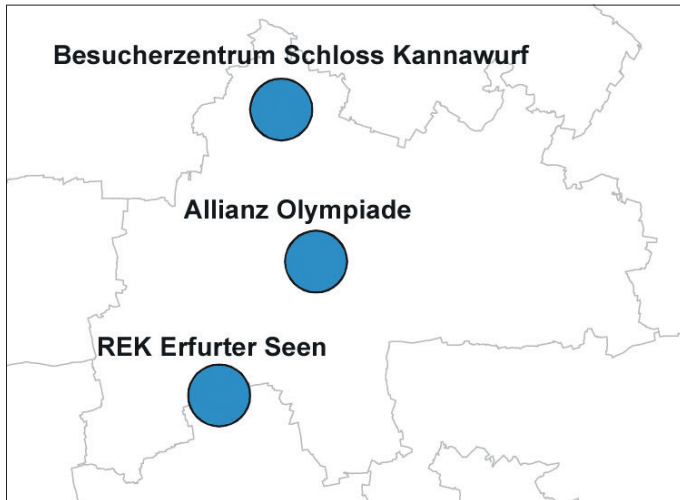 Besucherzentrum Schloss Kannawurf
Allianz Olympiade
REK Erfurter Seen